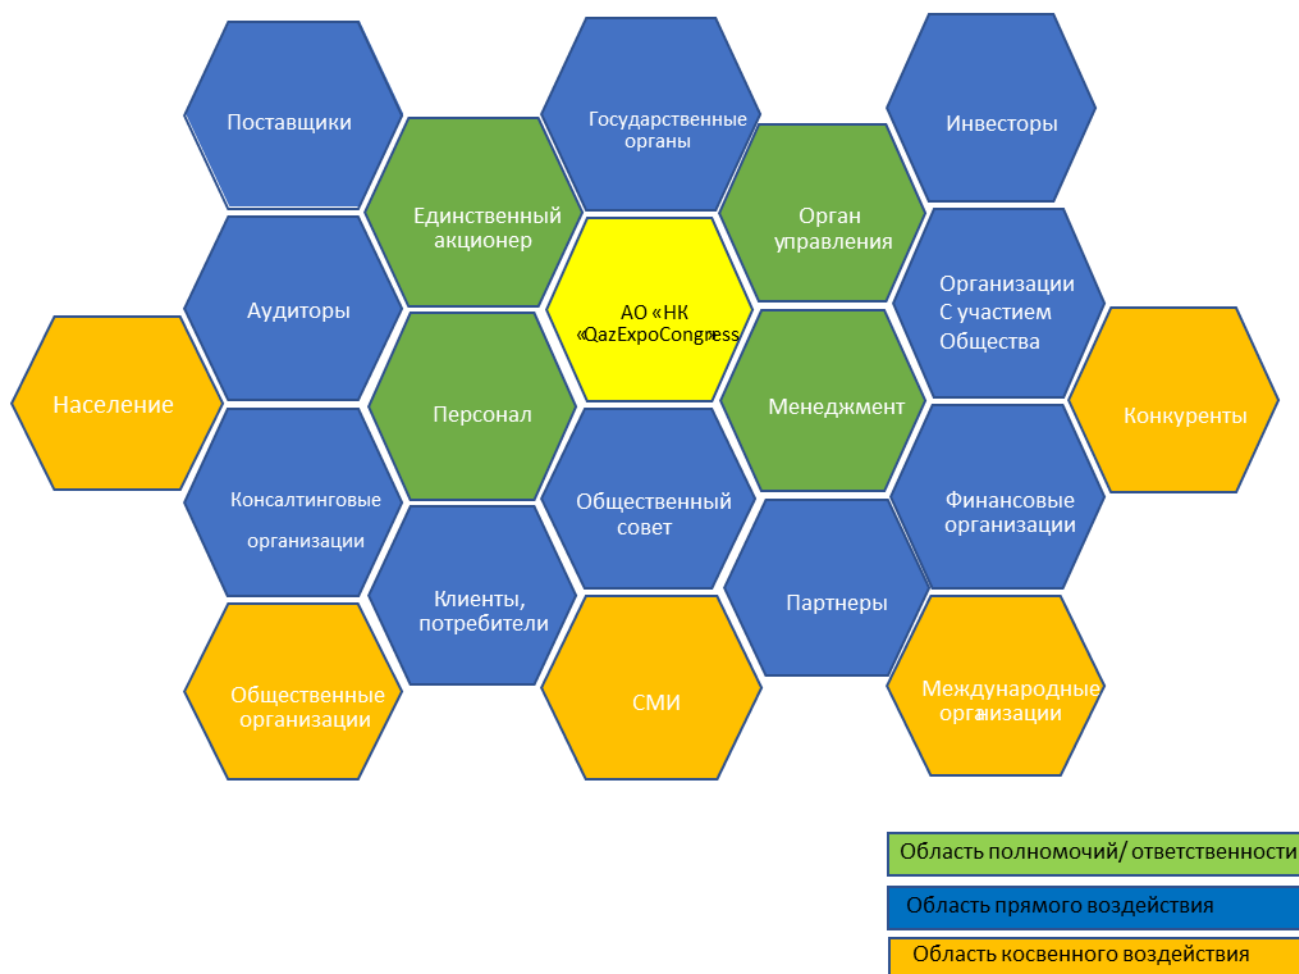 Поставщики
Государственные
органы
Инвесторы
Единственный
акционер
Орган
управления
Аудиторы
АО «НК
«QazExpoCongress»
Организации
С участием
Общества
Население
Персонал
Менеджмент
Конкуренты
Консалтинговые
организации
Общественный
совет
Финансовые
организации
Клиенты,
потребители
Партнеры
Общественные
организации
СМИ
Международные
организации
Область полномочий/ ответственности
Область прямого воздействия
Область косвенного воздействия